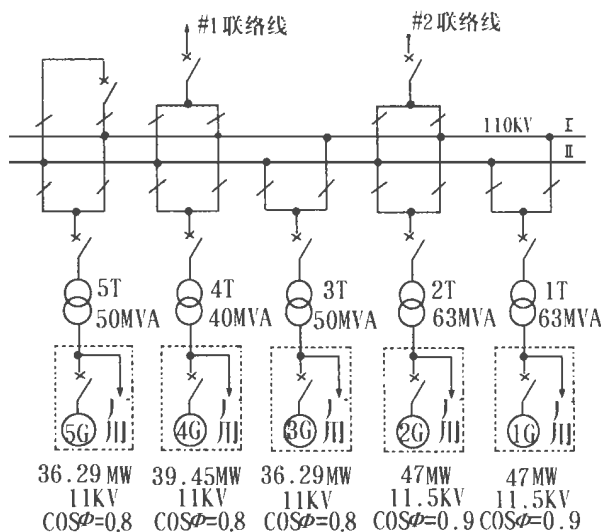 #1联络线
#2联络线
110KV
I
II
5T
50MVA
4T
40MVA
3T
50MVA
2T
63MVA
1T
63MVA
5G
厂用
4G
厂用
3G
厂用
2G
厂用
1G
厂用
36.29MW
11KV
COSΦ=0.8
39.45MW
11KV
COSΦ=0.8
36.29MW
11KV
COSΦ=0.8
47MW
11.5KV
COSΦ=0.9
47MW
11.5KV
COSΦ=0.9